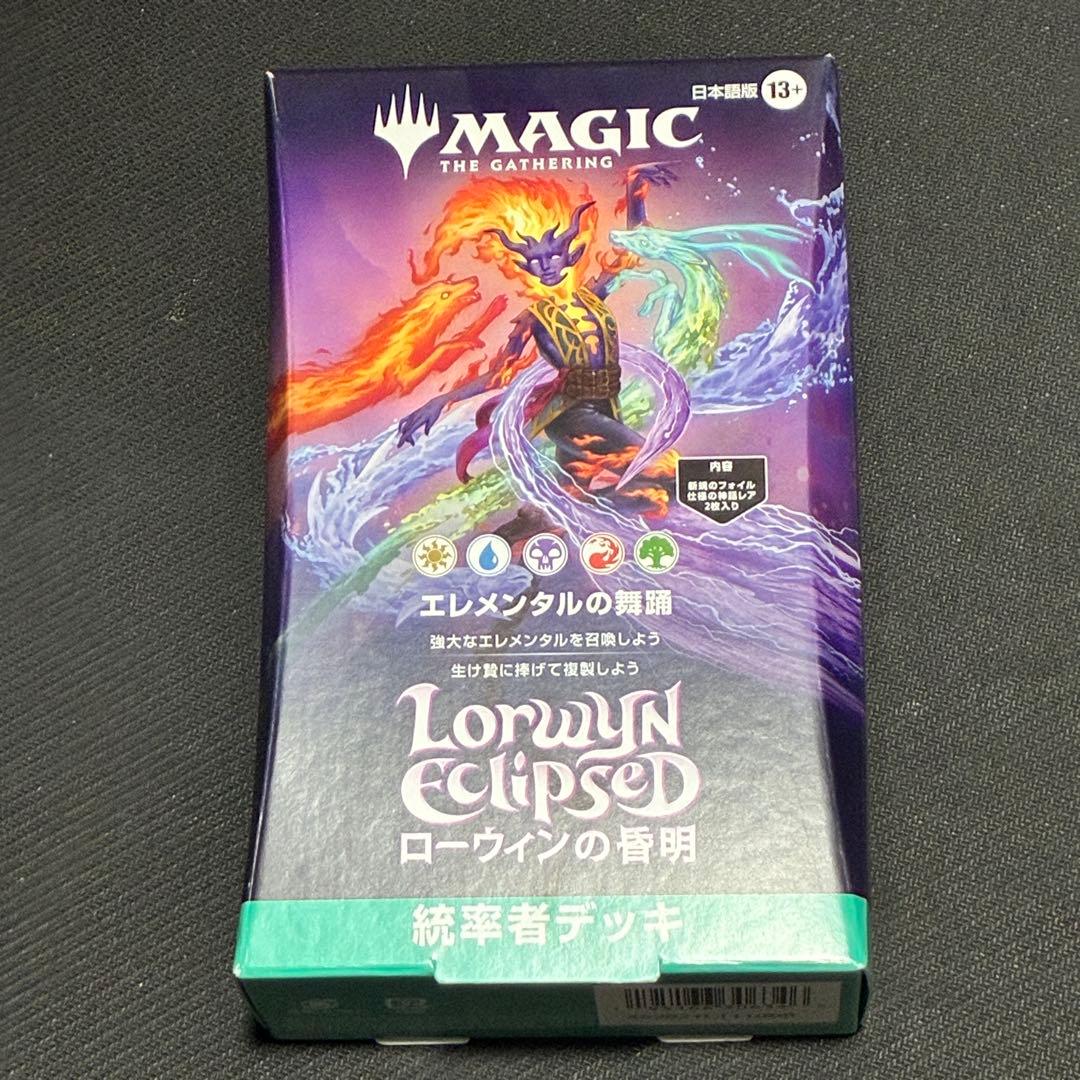 日本語版 13+
MAGIC
THE GATHERING
内容
新規のフォイル
仕様の神話レア
2枚入り
エレメンタルの舞踊
強大なエレメンタルを召喚しよう
生け贄に捧げて複製しよう
LORWYN
ECLIPSED
ローウィンの昏明
統率者デッキ